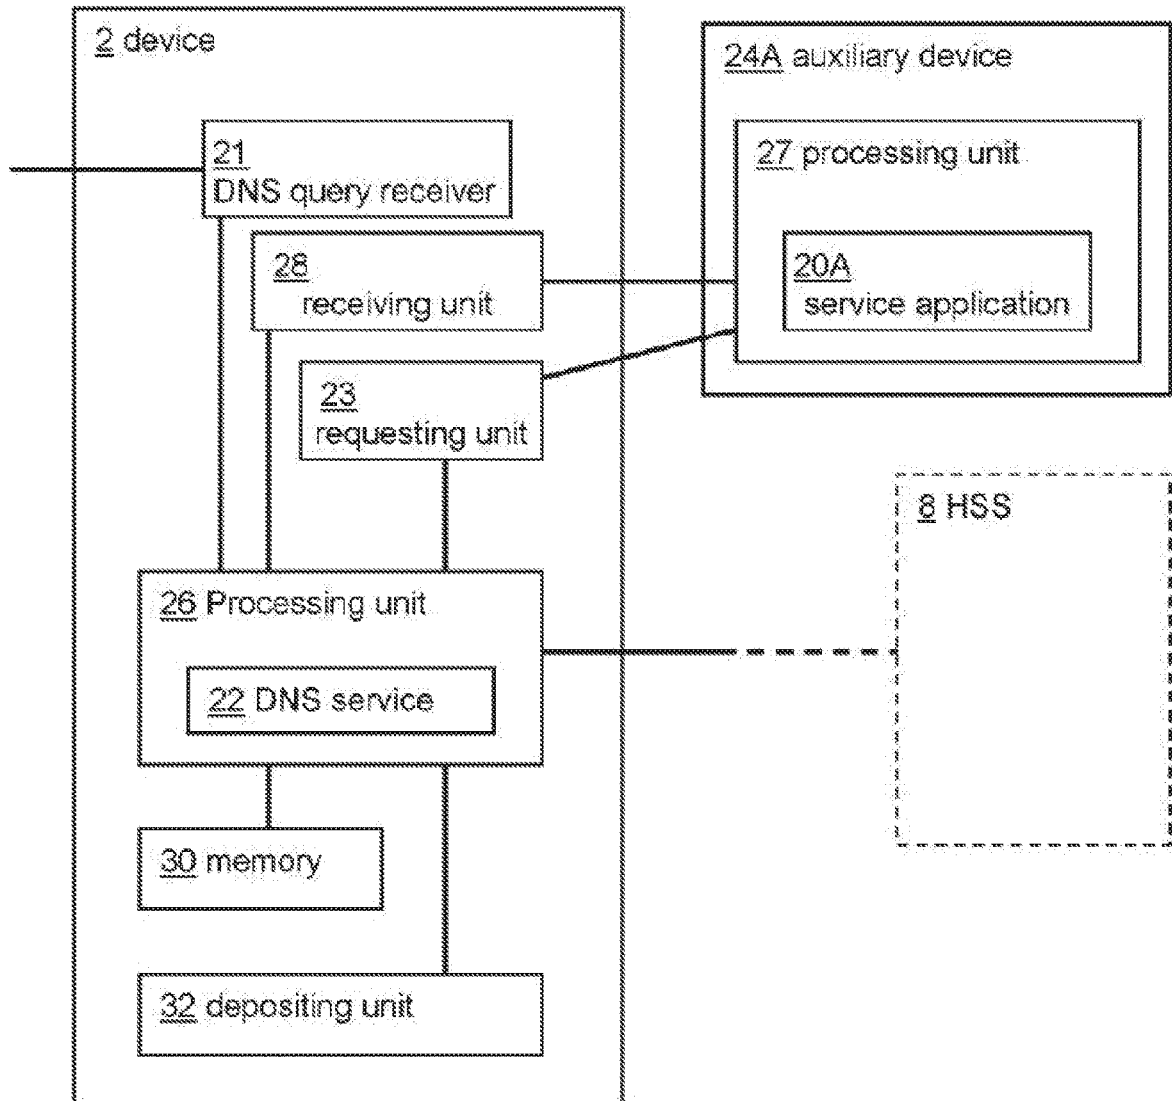 2 device
21
DNS query receiver
28
receiving unit
23
requesting unit
26 Processing unit
22 DNS service
30 memory
32 depositing unit
24A auxiliary device
27 processing unit
20A
service application
8 HSS